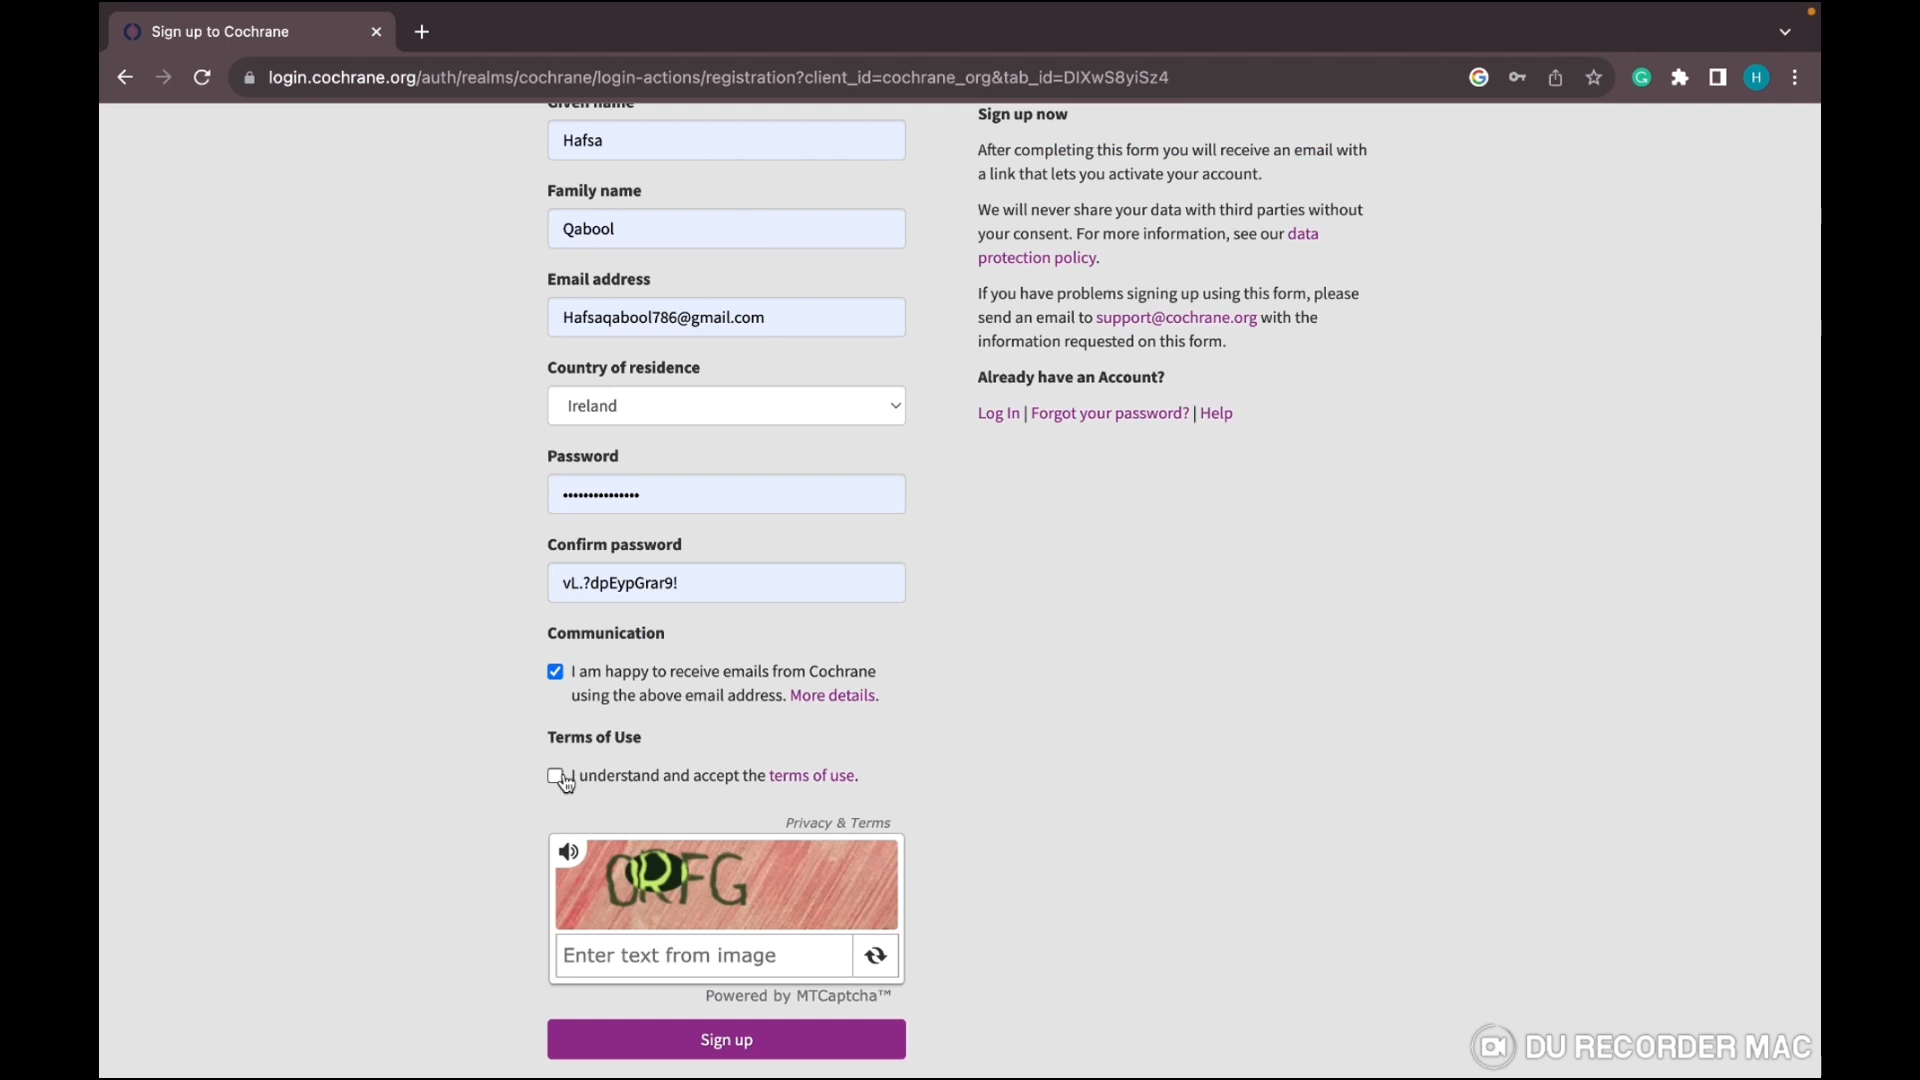 Sign up to Cochrane
login.cochrane.org/auth/realms/cochrane/login-actions/registration?client_id=cochrane_org&tab_id=DIXwS8yiSz4
H
Given name
Hafsa
Family name
Qabool
Email address
Hafsaqabool786@gmail.com
Country of residence
Ireland
Password
•••••••••••••••
Confirm password
vL.?dpEypGrar9!
Communication
I am happy to receive emails from Cochrane
using the above email address. More details.
Terms of Use
I understand and accept the terms of use.
Privacy & Terms
Enter text from image
Powered by MTCaptcha™
Sign up
Sign up now
After completing this form you will receive an email with
a link that lets you activate your account.
We will never share your data with third parties without
your consent. For more information, see our data
protection policy.
If you have problems signing up using this form, please
send an email to support@cochrane.org with the
information requested on this form.
Already have an Account?
Log In | Forgot your password? | Help
DU RECORDER MAC